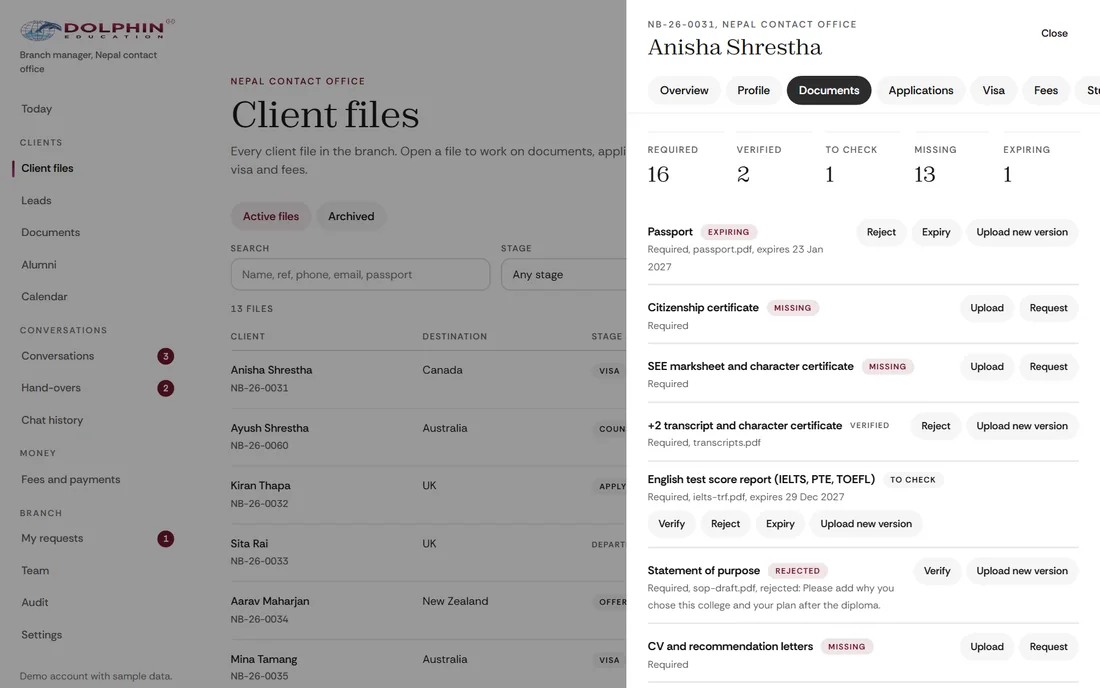 DOLPHIN
EDUCATION
Branch manager, Nepal contact
office
Today
CLIENTS
Client files
Leads
Documents
Alumni
Calendar
CONVERSATIONS
Conversations 3
Hand-overs 2
Chat history
MONEY
Fees and payments
BRANCH
My requests 1
Team
Audit
Settings
Demo account with sample data.
NEPAL CONTACT OFFICE
Client files
Every client file in the branch. Open a file to work on documents, appli
visa and fees.
Active files Archived
SEARCH STAGE
Name, ref, phone, email, passport Any stage
13 FILES
CLIENT DESTINATION STAGE
Anisha Shrestha Canada VISA
NB-26-0031
Ayush Shrestha Australia COUN
NB-26-0060
Kiran Thapa UK APPLY
NB-26-0032
Sita Rai UK DEPART
NB-26-0033
Aarav Maharjan New Zealand OFFER
NB-26-0034
Mina Tamang Australia VISA
NB-26-0035
NB-26-0031, NEPAL CONTACT OFFICE
Anisha Shrestha
Close
Overview Profile Documents Applications Visa Fees Stu
REQUIRED VERIFIED TO CHECK MISSING EXPIRING
16 2 1 13 1
Passport EXPIRING Reject Expiry Upload new version
Required, passport.pdf, expires 23 Jan
2027
Citizenship certificate MISSING Upload Request
Required
SEE marksheet and character certificate MISSING Upload Request
Required
+2 transcript and character certificate VERIFIED Reject Upload new version
Required, transcripts.pdf
English test score report (IELTS, PTE, TOEFL) TO CHECK
Required, ielts-trf.pdf, expires 29 Dec 2027
Verify Reject Expiry Upload new version
Statement of purpose REJECTED Verify Upload new version
Required, sop-draft.pdf, rejected: Please add why you
chose this college and your plan after the diploma.
CV and recommendation letters MISSING Upload Request
Required